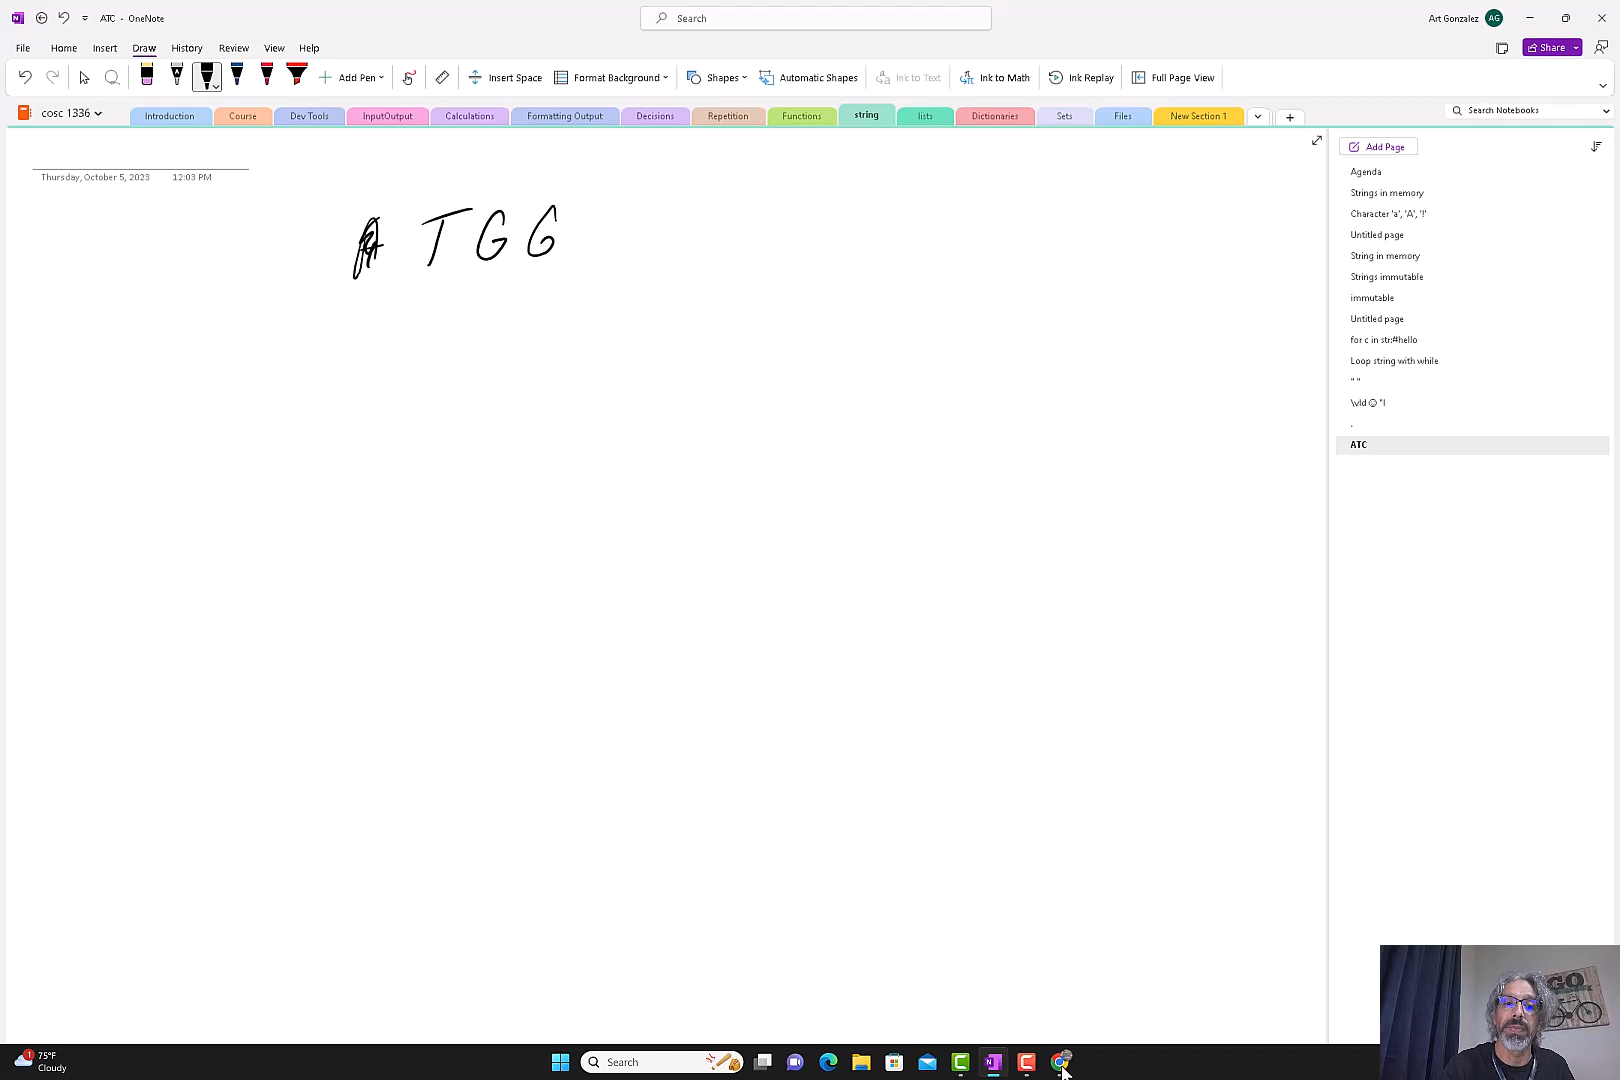 ATC - OneNote
Search
Art Gonzalez AG
File Home Insert Draw History Review View Help
Share
Add Pen Insert Space Format Background Shapes Automatic Shapes Ink to Text Ink to Math Ink Replay Full Page View
cosc 1336
Introduction Course Dev Tools InputOutput Calculations Formatting Output Decisions Repetition Functions string lists Dictionaries Sets Files New Section 1
Search Notebooks
Thursday, October 5, 2023 12:03 PM
T G G
Add Page
Agenda
Strings in memory
Character 'a', 'A', '!'
Untitled page
String in memory
Strings immutable
immutable
Untitled page
for c in str:#hello
Loop string with while
" "
.
ATC
GO
1
75°F
Cloudy
Search